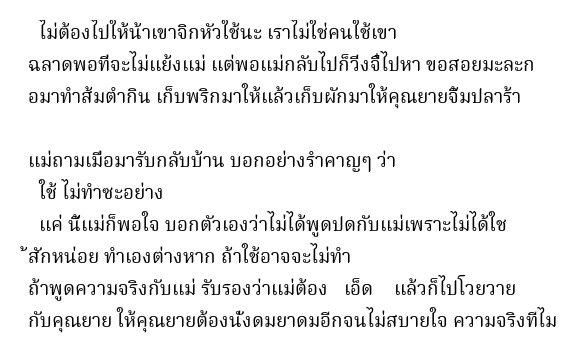 ไม่ต้องไปให้น้าเขาจิกหัวใช้นะ เราไม่ใช่คนใช้เขา
ฉลาดพอที่จะไม่แย้งแม่ แต่พอแม่กลับไปก็วิ่งจี๋ไปหา ขอสอยมะละก
อมาทำส้มตำกิน เก็บพริกมาให้แล้วเก็บผักมาให้คุณยายจิ้มปลาร้า
แม่ถามเมื่อมารับกลับบ้าน บอกอย่างรำคาญๆ ว่า
ใช้ ไม่ทำซะอย่าง
แค่ นี้แม่ก็พอใจ บอกตัวเองว่าไม่ได้พูดปดกับแม่เพราะไม่ได้ใช
้สักหน่อย ทำเองต่างหาก ถ้าใช้อาจจะไม่ทำ
ถ้าพูดความจริงกับแม่ รับรองว่าแม่ต้อง เอ็ด แล้วก็ไปโวยวาย
กับคุณยาย ให้คุณยายต้องนั่งดมยาดมอีกจนไม่สบายใจ ความจริงที่ไม